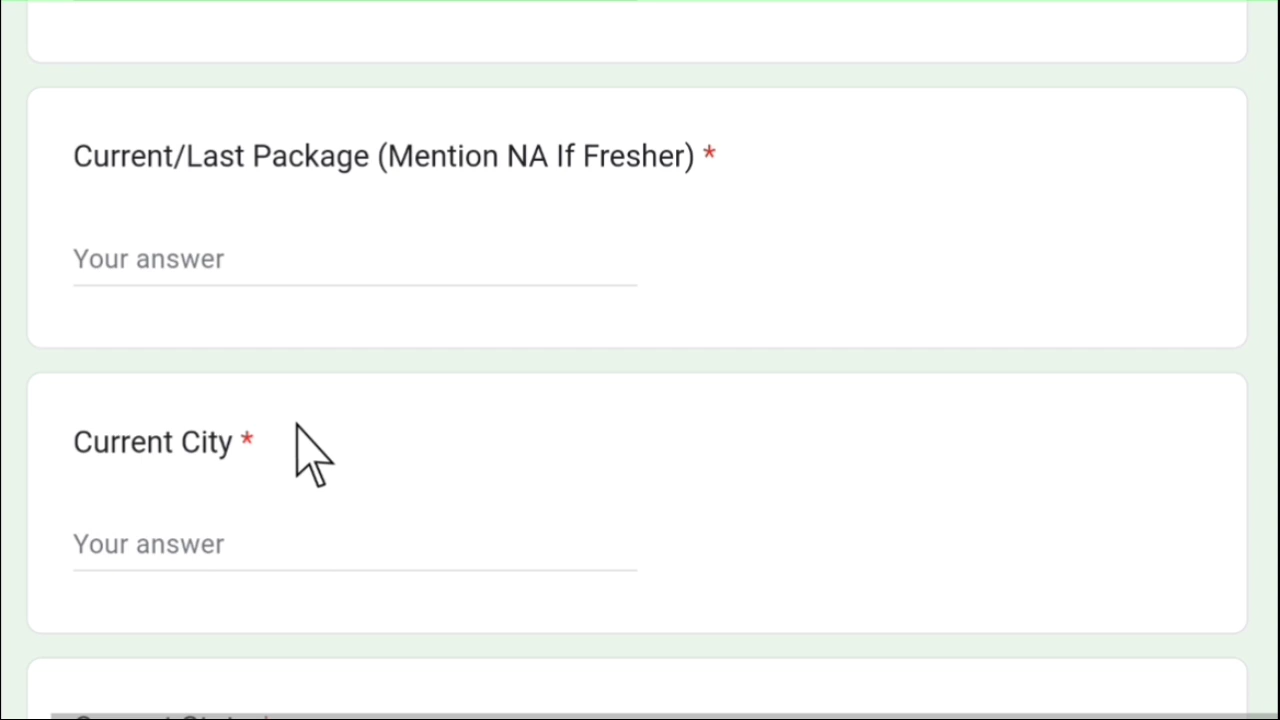 Current/Last Package (Mention NA If Fresher) *
Your answer
Current City *
Your answer